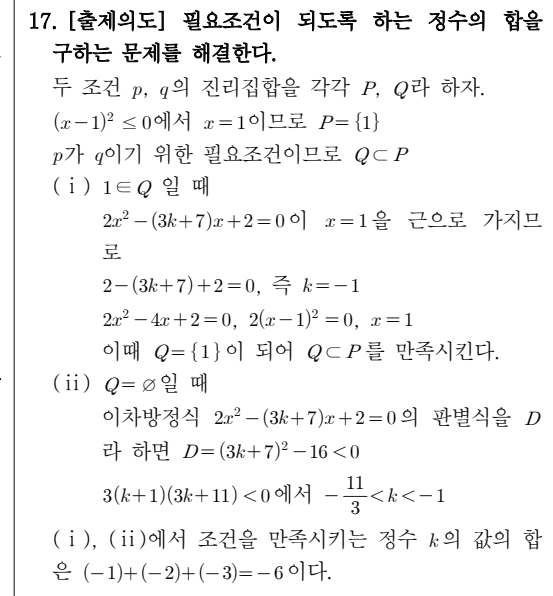 17. [출제의도] 필요조건이 되도록 하는 정수의 합을
구하는 문제를 해결한다.
두 조건 p, q의 진리집합을 각각 P, Q라 하자.
(x−1)² ≤ 0에서 x=1이므로 P={1}
p가 q이기 위한 필요조건이므로 Q⊂P
(ⅰ) 1∈Q 일 때
2x²−(3k+7)x+2=0이 x=1을 근으로 가지므
로
2−(3k+7)+2=0, 즉 k=−1
2x²−4x+2=0, 2(x−1)²=0, x=1
이때 Q={1}이 되어 Q⊂P를 만족시킨다.
(ⅱ) Q=∅일 때
이차방정식 2x²−(3k+7)x+2=0의 판별식을 D
라 하면 D=(3k+7)²−16<0
3(k+1)(3k+11)<0에서 −11/3<k<−1
(ⅰ), (ⅱ)에서 조건을 만족시키는 정수 k의 값의 합
은 (−1)+(−2)+(−3)=−6이다.